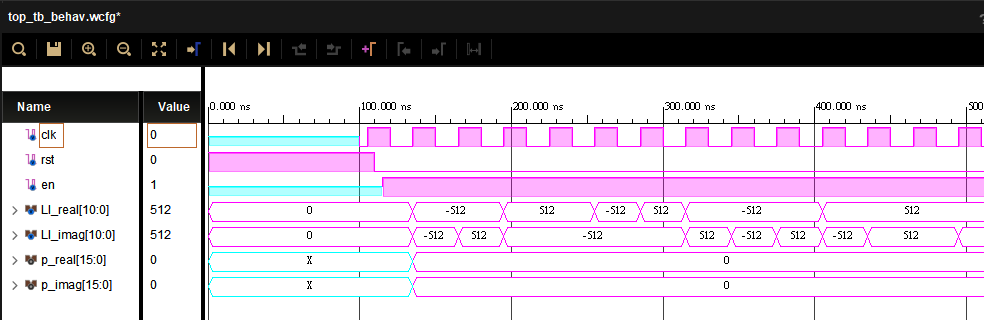 top_tb_behav.wcfg*
0.000 ns 100.000 ns 200.000 ns 300.000 ns 400.000 ns
Name Value
clk 0
rst 0
en 1
LI_real[10:0] 512 0 -512 512 -512 512 -512 512
LI_imag[10:0] 512 0 -512 512 -512 512 -512 512 -512 512
p_real[15:0] 0 X 0
p_imag[15:0] 0 X 0